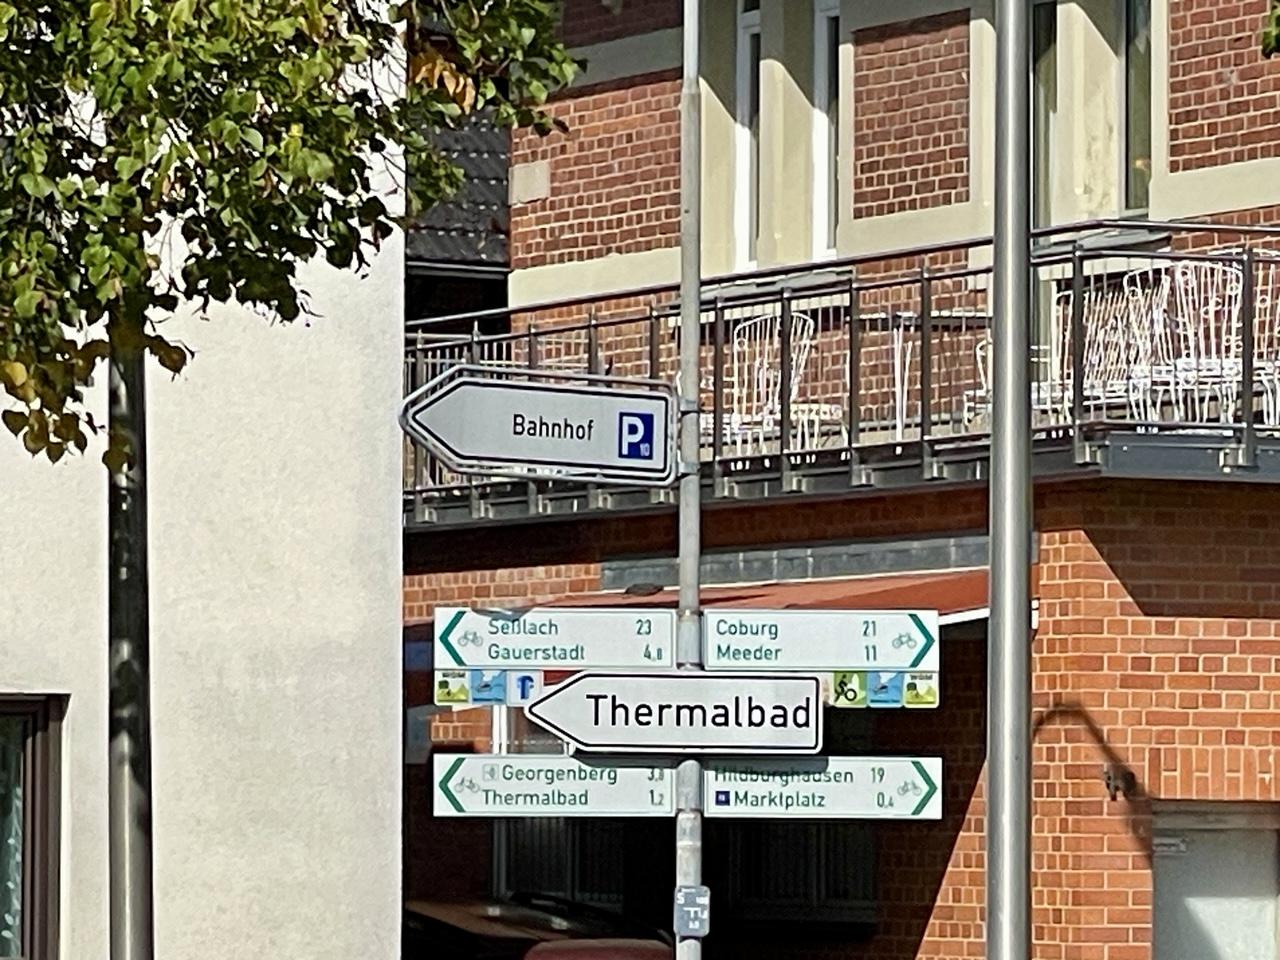 Bahnhof P
Seßlach 23
Gauerstadt 4,8
Coburg 21
Meeder 11
Thermalbad
Georgenberg 3,8
Thermalbad 1,2
Hildburghausen 19
Marktplatz 0,4